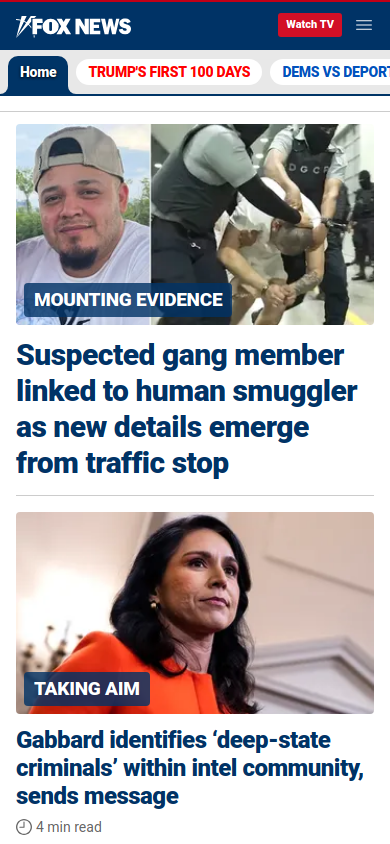 FOX NEWS
Watch TV
Home
TRUMP'S FIRST 100 DAYS
DEMS VS DEPORT
DGCP
MOUNTING EVIDENCE
Suspected gang member
linked to human smuggler
as new details emerge
from traffic stop
TAKING AIM
Gabbard identifies ‘deep-state
criminals’ within intel community,
sends message
4 min read